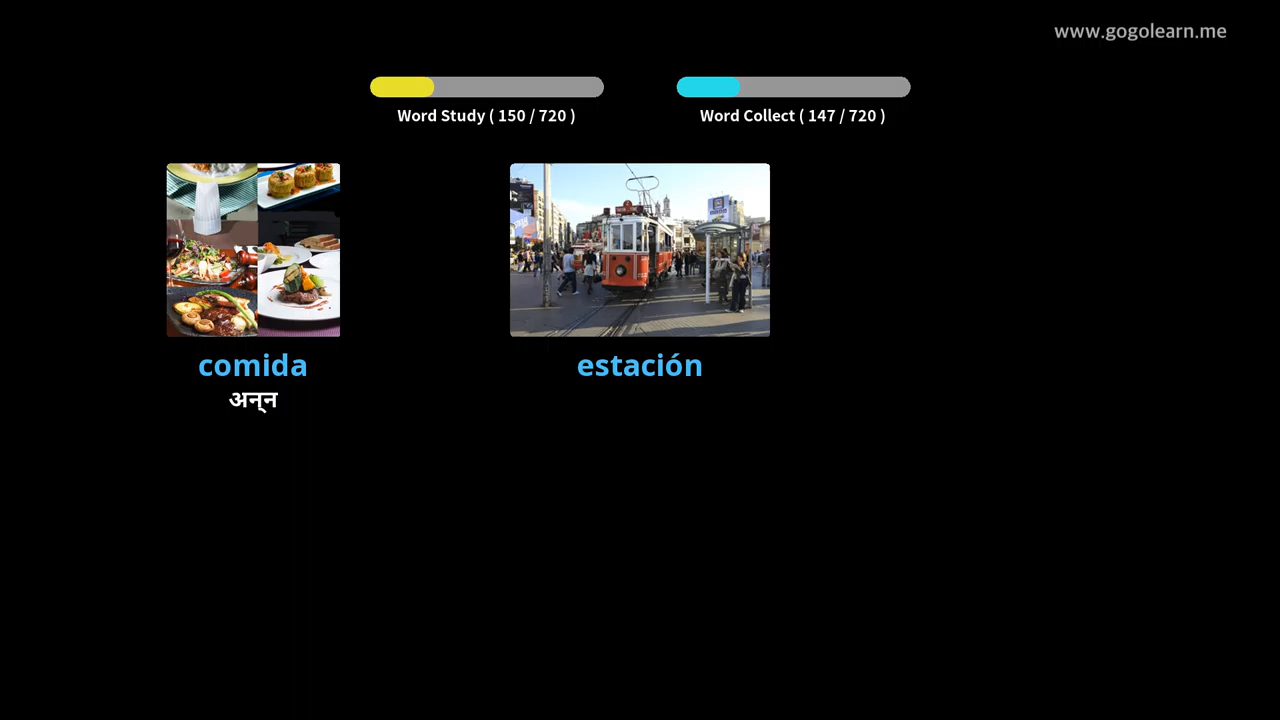 www.gogolearn.me
Word Study ( 150 / 720 )
Word Collect ( 147 / 720 )
comida
estación
अन्‌न